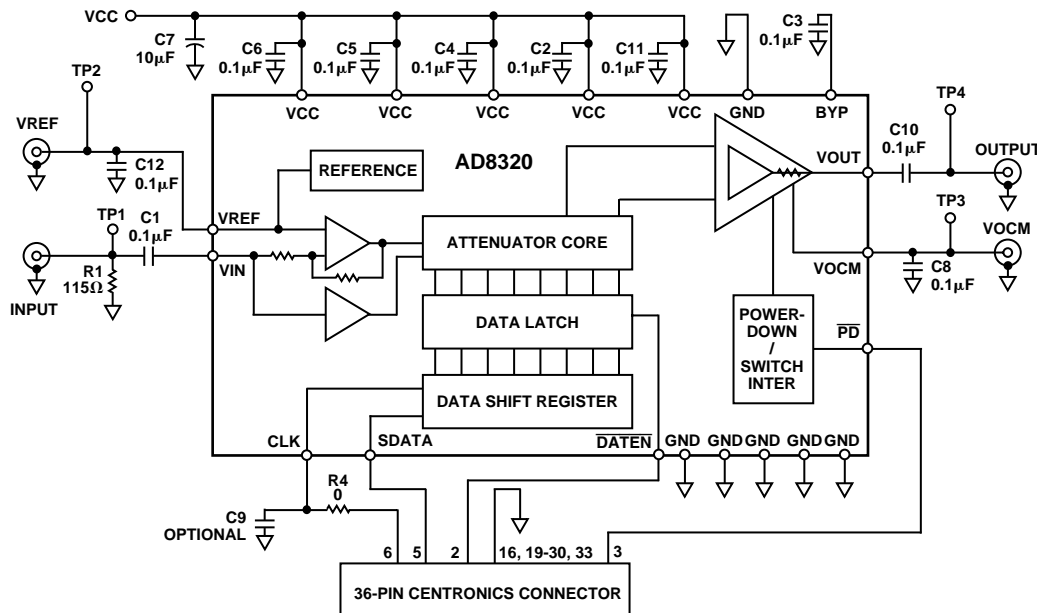 VCC
C7
10µF
C6
0.1µF
C5
0.1µF
C4
0.1µF
C2
0.1µF
C11
0.1µF
C3
0.1µF
TP2
VREF
C12
0.1µF
TP1
C1
0.1µF
R1
115Ω
INPUT
VCC
VCC
VCC
VCC
VCC
GND
BYP
AD8320
REFERENCE
VREF
VIN
ATTENUATOR CORE
DATA LATCH
DATA SHIFT REGISTER
POWER-
DOWN
/
SWITCH
INTER
VOUT
VOCM
PD
C10
0.1µF
TP4
OUTPUT
TP3
VOCM
C8
0.1µF
CLK
SDATA
DATEN
GND
GND
GND
GND
GND
R4
0
C9
OPTIONAL
6
5
2
16, 19-30, 33
3
36-PIN CENTRONICS CONNECTOR